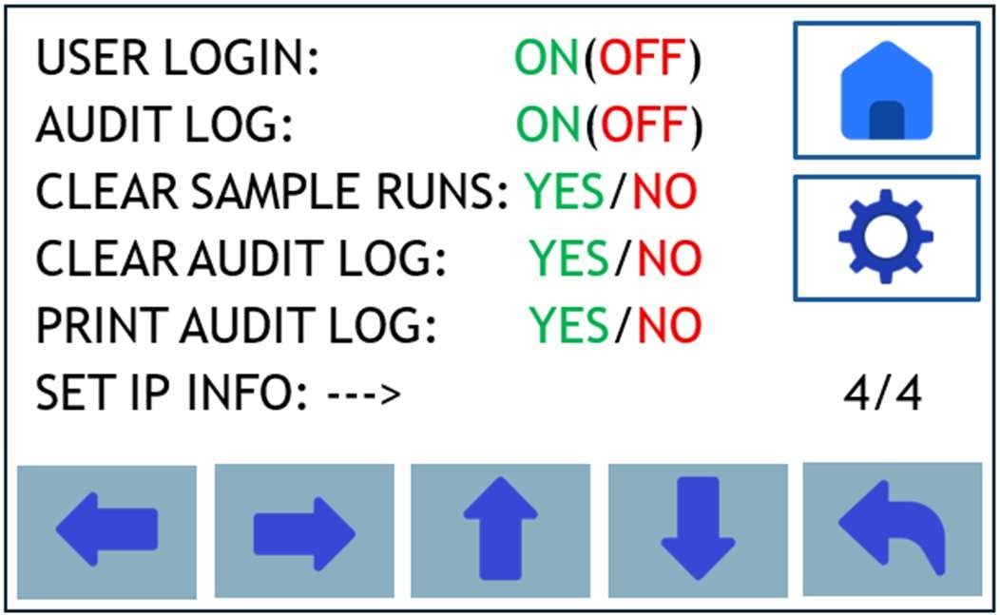 USER LOGIN: ON(OFF)
AUDIT LOG: ON(OFF)
CLEAR SAMPLE RUNS: YES/NO
CLEAR AUDIT LOG: YES/NO
PRINT AUDIT LOG: YES/NO
SET IP INFO: --->
4/4